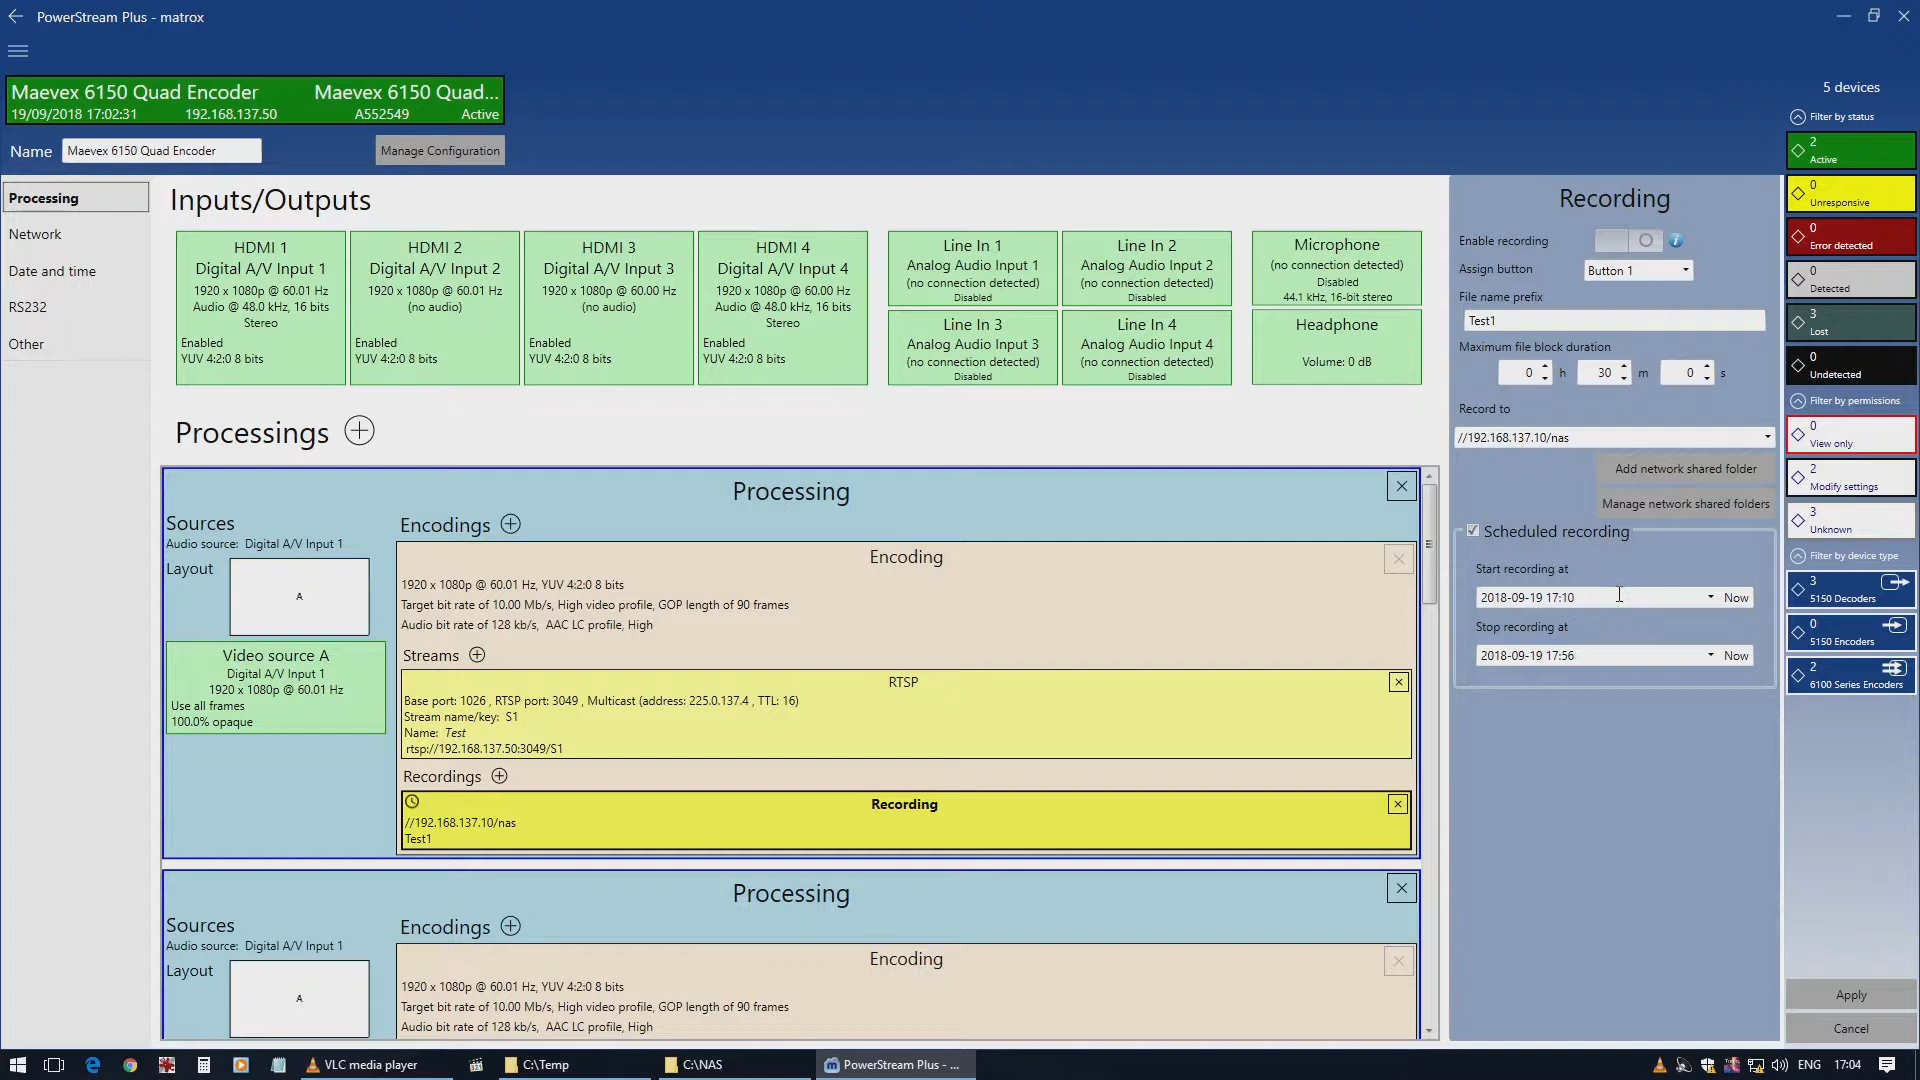 PowerStream Plus - matrox
Maevex 6150 Quad Encoder Maevex 6150 Quad...
19/09/2018 17:02:31 192.168.137.50 A552549 Active
Name Maevex 6150 Quad Encoder Manage Configuration
Processing
Network
Date and time
RS232
Other
Inputs/Outputs
HDMI 1
Digital A/V Input 1
1920 x 1080p @ 60.01 Hz
Audio @ 48.0 kHz, 16 bits
Stereo
Enabled
YUV 4:2:0 8 bits
HDMI 2
Digital A/V Input 2
1920 x 1080p @ 60.01 Hz
(no audio)
Enabled
YUV 4:2:0 8 bits
HDMI 3
Digital A/V Input 3
1920 x 1080p @ 60.00 Hz
(no audio)
Enabled
YUV 4:2:0 8 bits
HDMI 4
Digital A/V Input 4
1920 x 1080p @ 60.00 Hz
Audio @ 48.0 kHz, 16 bits
Stereo
Enabled
YUV 4:2:0 8 bits
Line In 1
Analog Audio Input 1
(no connection detected)
Disabled
Line In 2
Analog Audio Input 2
(no connection detected)
Disabled
Line In 3
Analog Audio Input 3
(no connection detected)
Disabled
Line In 4
Analog Audio Input 4
(no connection detected)
Disabled
Microphone
(no connection detected)
Disabled
44.1 kHz, 16-bit stereo
Headphone
Volume: 0 dB
Processings
Processing
Sources
Audio source: Digital A/V Input 1
Layout
A
Video source A
Digital A/V Input 1
1920 x 1080p @ 60.01 Hz
Use all frames
100.0% opaque
Encodings
Encoding
1920 x 1080p @ 60.01 Hz, YUV 4:2:0 8 bits
Target bit rate of 10.00 Mb/s, High video profile, GOP length of 90 frames
Audio bit rate of 128 kb/s, AAC LC profile, High
Streams
RTSP
Base port: 1026 , RTSP port: 3049 , Multicast (address: 225.0.137.4 , TTL: 16)
Stream name/key: S1
Name: Test
rtsp://192.168.137.50:3049/S1
Recordings
Recording
//192.168.137.10/nas
Test1
Processing
Sources
Audio source: Digital A/V Input 1
Layout
A
Encodings
Encoding
1920 x 1080p @ 60.01 Hz, YUV 4:2:0 8 bits
Target bit rate of 10.00 Mb/s, High video profile, GOP length of 90 frames
Audio bit rate of 128 kb/s, AAC LC profile, High
Recording
Enable recording
Assign button Button 1
File name prefix
Test1
Maximum file block duration
0 h 30 m 0 s
Record to
//192.168.137.10/nas
Add network shared folder
Manage network shared folders
Scheduled recording
Start recording at
2018-09-19 17:10 Now
Stop recording at
2018-09-19 17:56 Now
5 devices
Filter by status
2
Active
0
Unresponsive
0
Error detected
0
Detected
3
Lost
0
Undetected
Filter by permissions
0
View only
2
Modify settings
3
Unknown
Filter by device type
3
5150 Decoders
0
5150 Encoders
2
6100 Series Encoders
Apply
Cancel
VLC media player C:\Temp C:\NAS PowerStream Plus - ... ENG 17:04